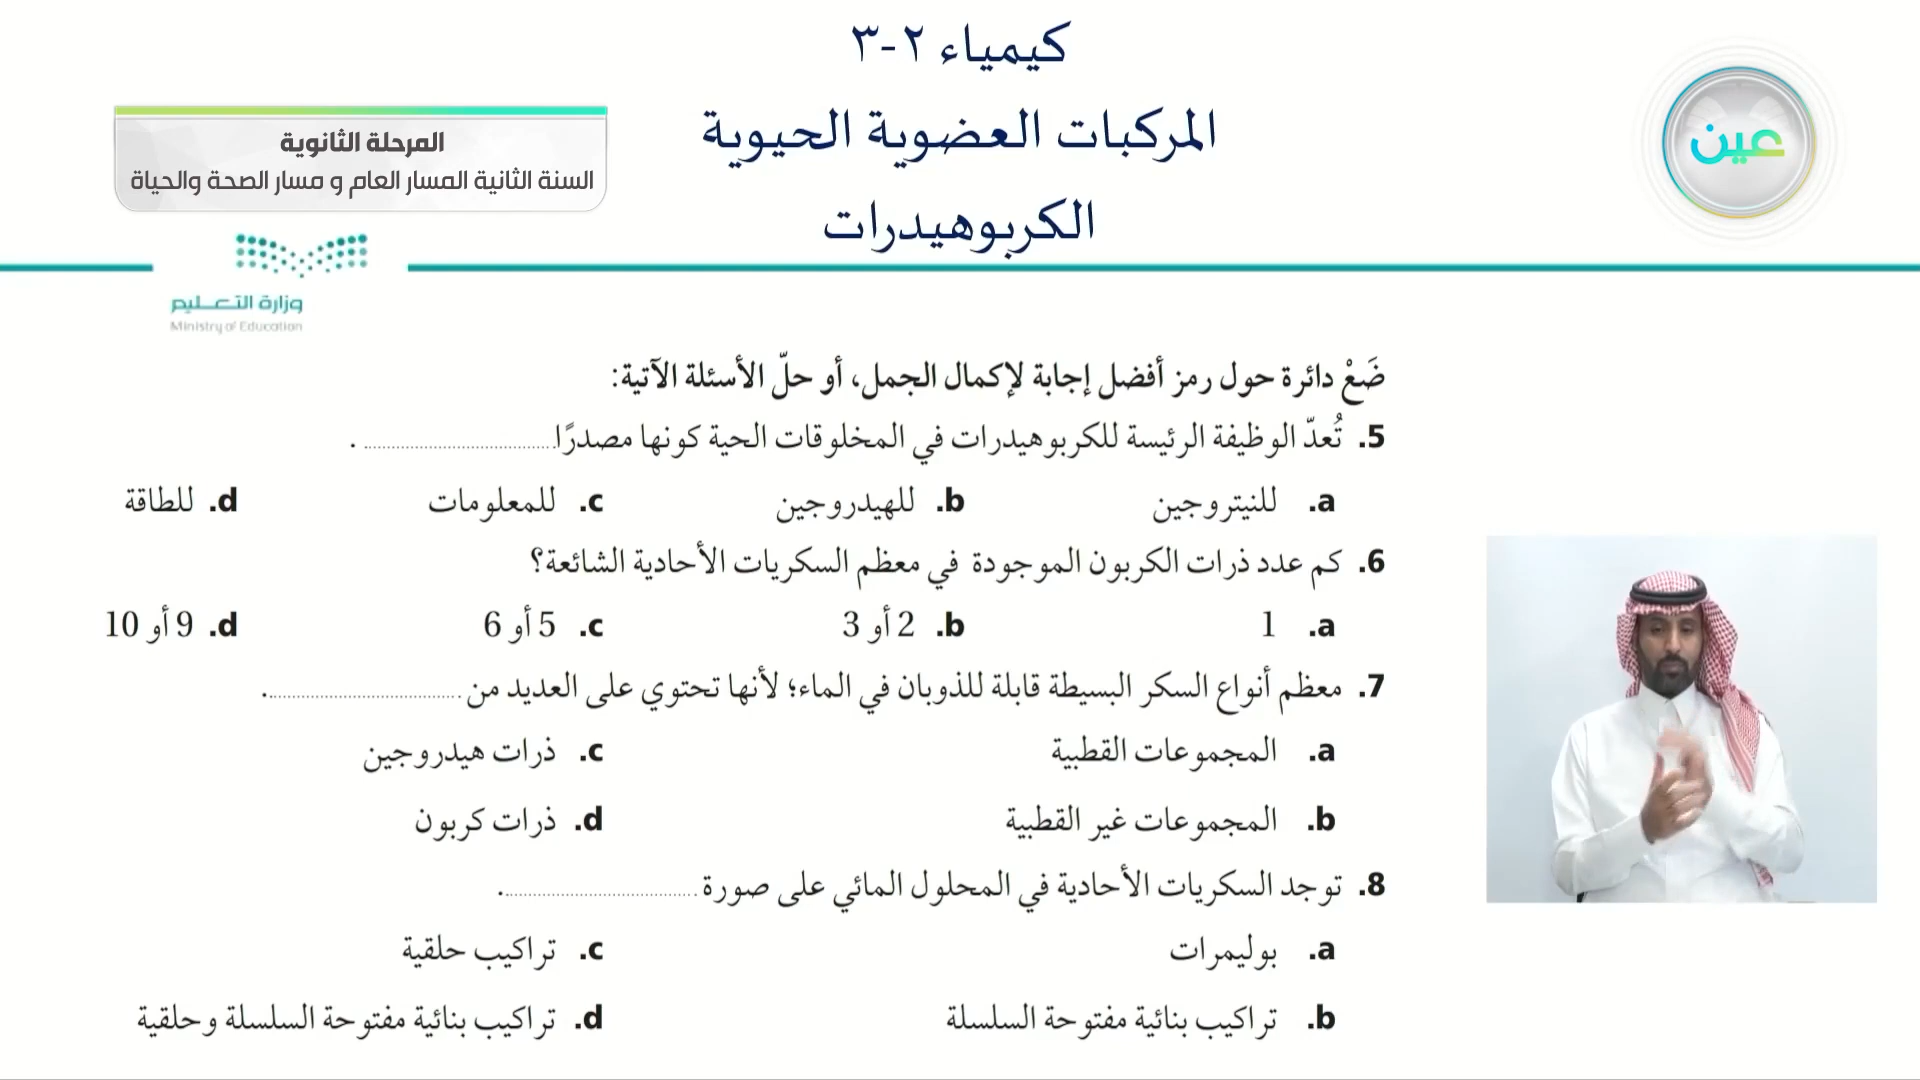 كيمياء ٢-٣
المركبات العضوية الحيوية
الكربوهيدرات
عين
المرحلة الثانوية
السنة الثانية المسار العام و مسار الصحة والحياة
وزارة التعليم
Ministry of Education
ضَعْ دائرة حول رمز أفضل إجابة لإكمال الجمل، أو حلّ الأسئلة الآتية:
5. تُعدّ الوظيفة الرئيسة للكربوهيدرات في المخلوقات الحية كونها مصدرًا .................... .
a. للنيتروجين b. للهيدروجين c. للمعلومات d. للطاقة
6. كم عدد ذرات الكربون الموجودة في معظم السكريات الأحادية الشائعة؟
a. 1 b. 2 أو 3 c. 5 أو 6 d. 9 أو 10
7. معظم أنواع السكر البسيطة قابلة للذوبان في الماء؛ لأنها تحتوي على العديد من .....................
a. المجموعات القطبية c. ذرات هيدروجين
b. المجموعات غير القطبية d. ذرات كربون
8. توجد السكريات الأحادية في المحلول المائي على صورة .....................
a. بوليمرات c. تراكيب حلقية
b. تراكيب بنائية مفتوحة السلسلة d. تراكيب بنائية مفتوحة السلسلة وحلقية